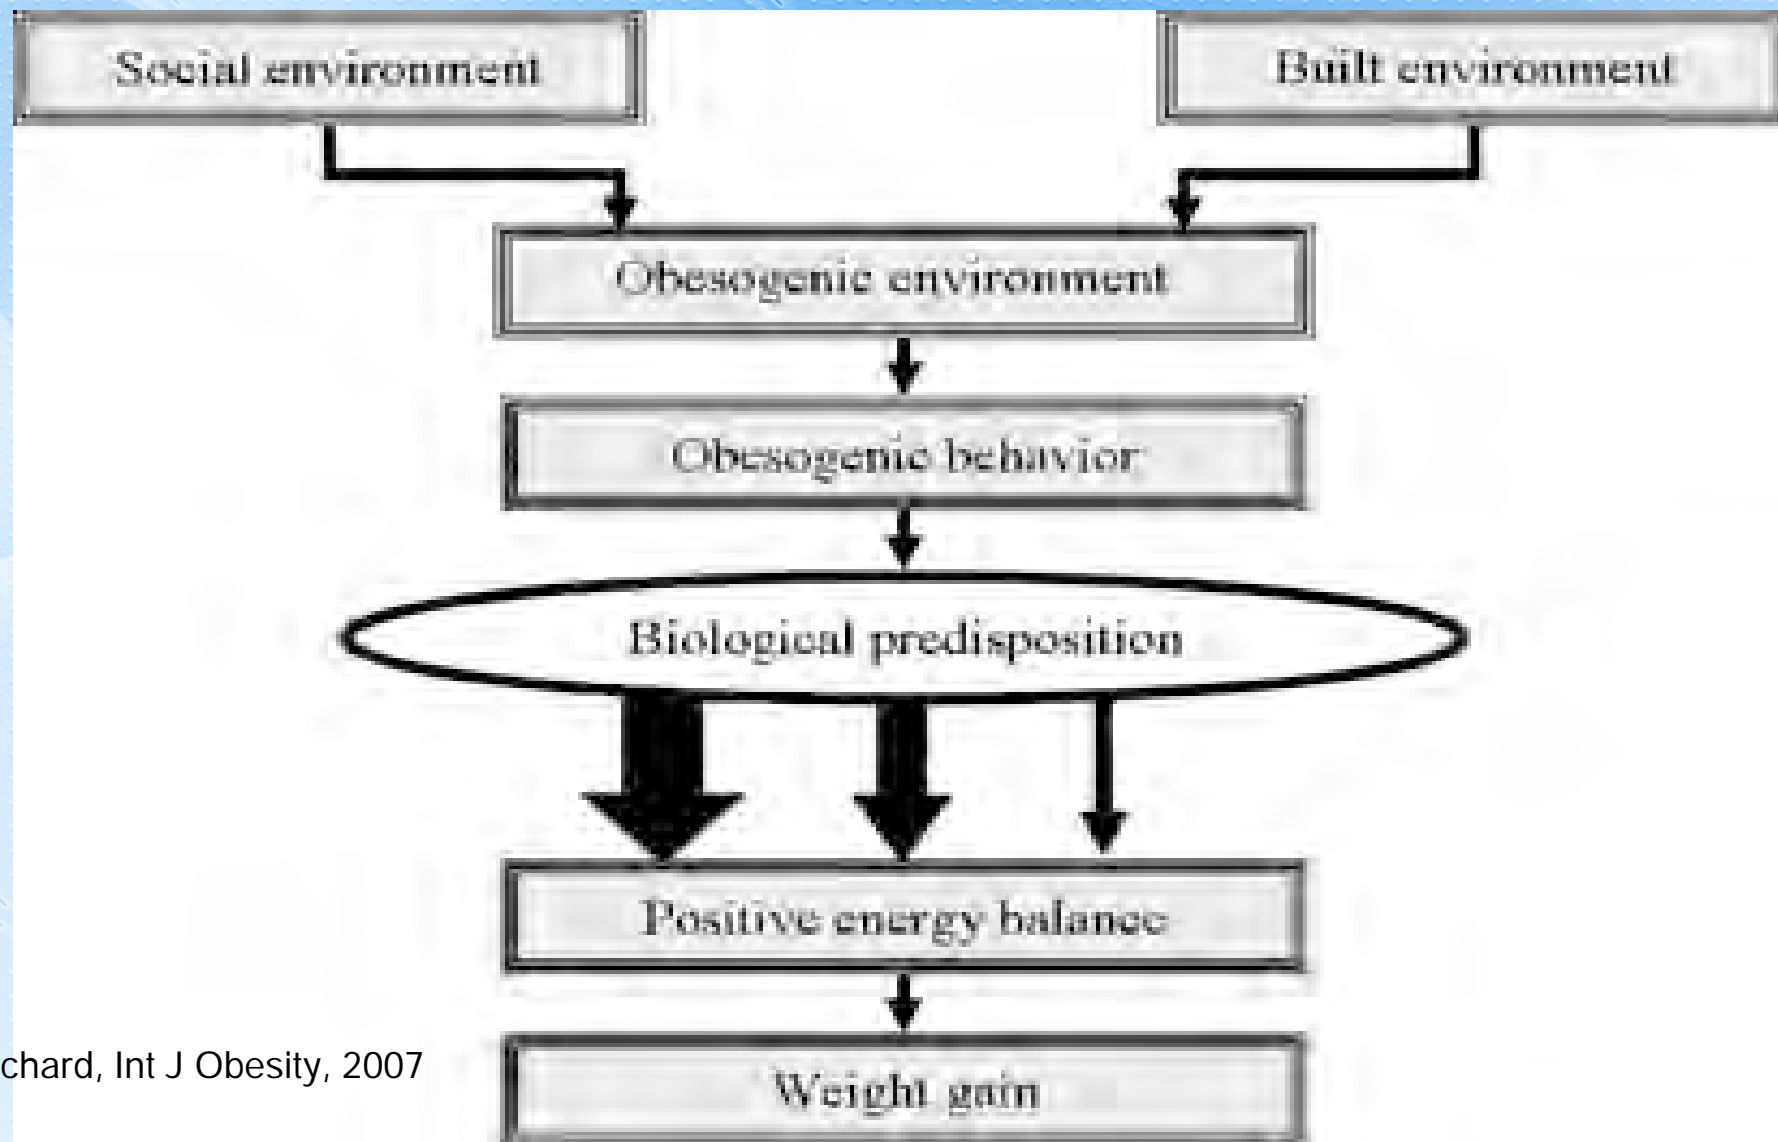 Social environment
Built environment
Obesogenic environment
Obesogenic behavior
Biological predisposition
Positive energy balance
Weight gain
chard, Int J Obesity, 2007